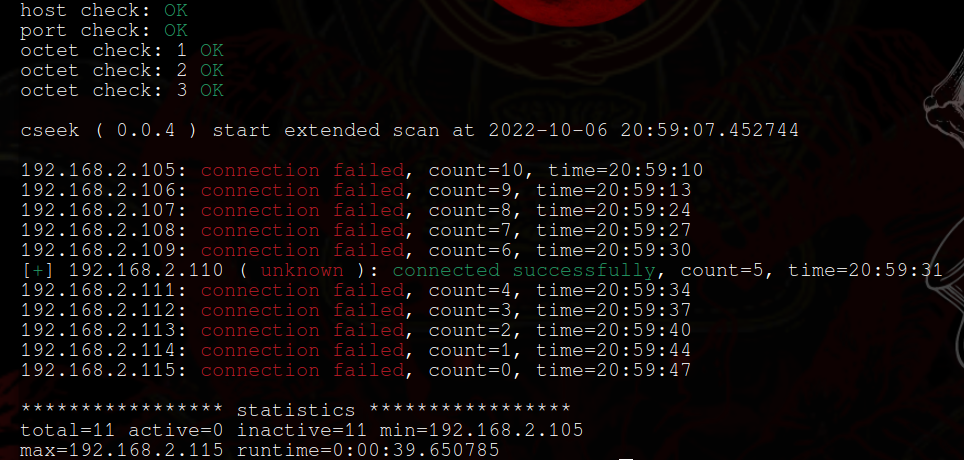 host check: OK
port check: OK
octet check: 1 OK
octet check: 2 OK
octet check: 3 OK
cseek ( 0.0.4 ) start extended scan at 2022-10-06 20:59:07.452744
192.168.2.105: connection failed, count=10, time=20:59:10
192.168.2.106: connection failed, count=9, time=20:59:13
192.168.2.107: connection failed, count=8, time=20:59:24
192.168.2.108: connection failed, count=7, time=20:59:27
192.168.2.109: connection failed, count=6, time=20:59:30
[+] 192.168.2.110 ( unknown ): connected successfully, count=5, time=20:59:31
192.168.2.111: connection failed, count=4, time=20:59:34
192.168.2.112: connection failed, count=3, time=20:59:37
192.168.2.113: connection failed, count=2, time=20:59:40
192.168.2.114: connection failed, count=1, time=20:59:44
192.168.2.115: connection failed, count=0, time=20:59:47
***************** statistics *****************
total=11 active=0 inactive=11 min=192.168.2.105
max=192.168.2.115 runtime=0:00:39.650785